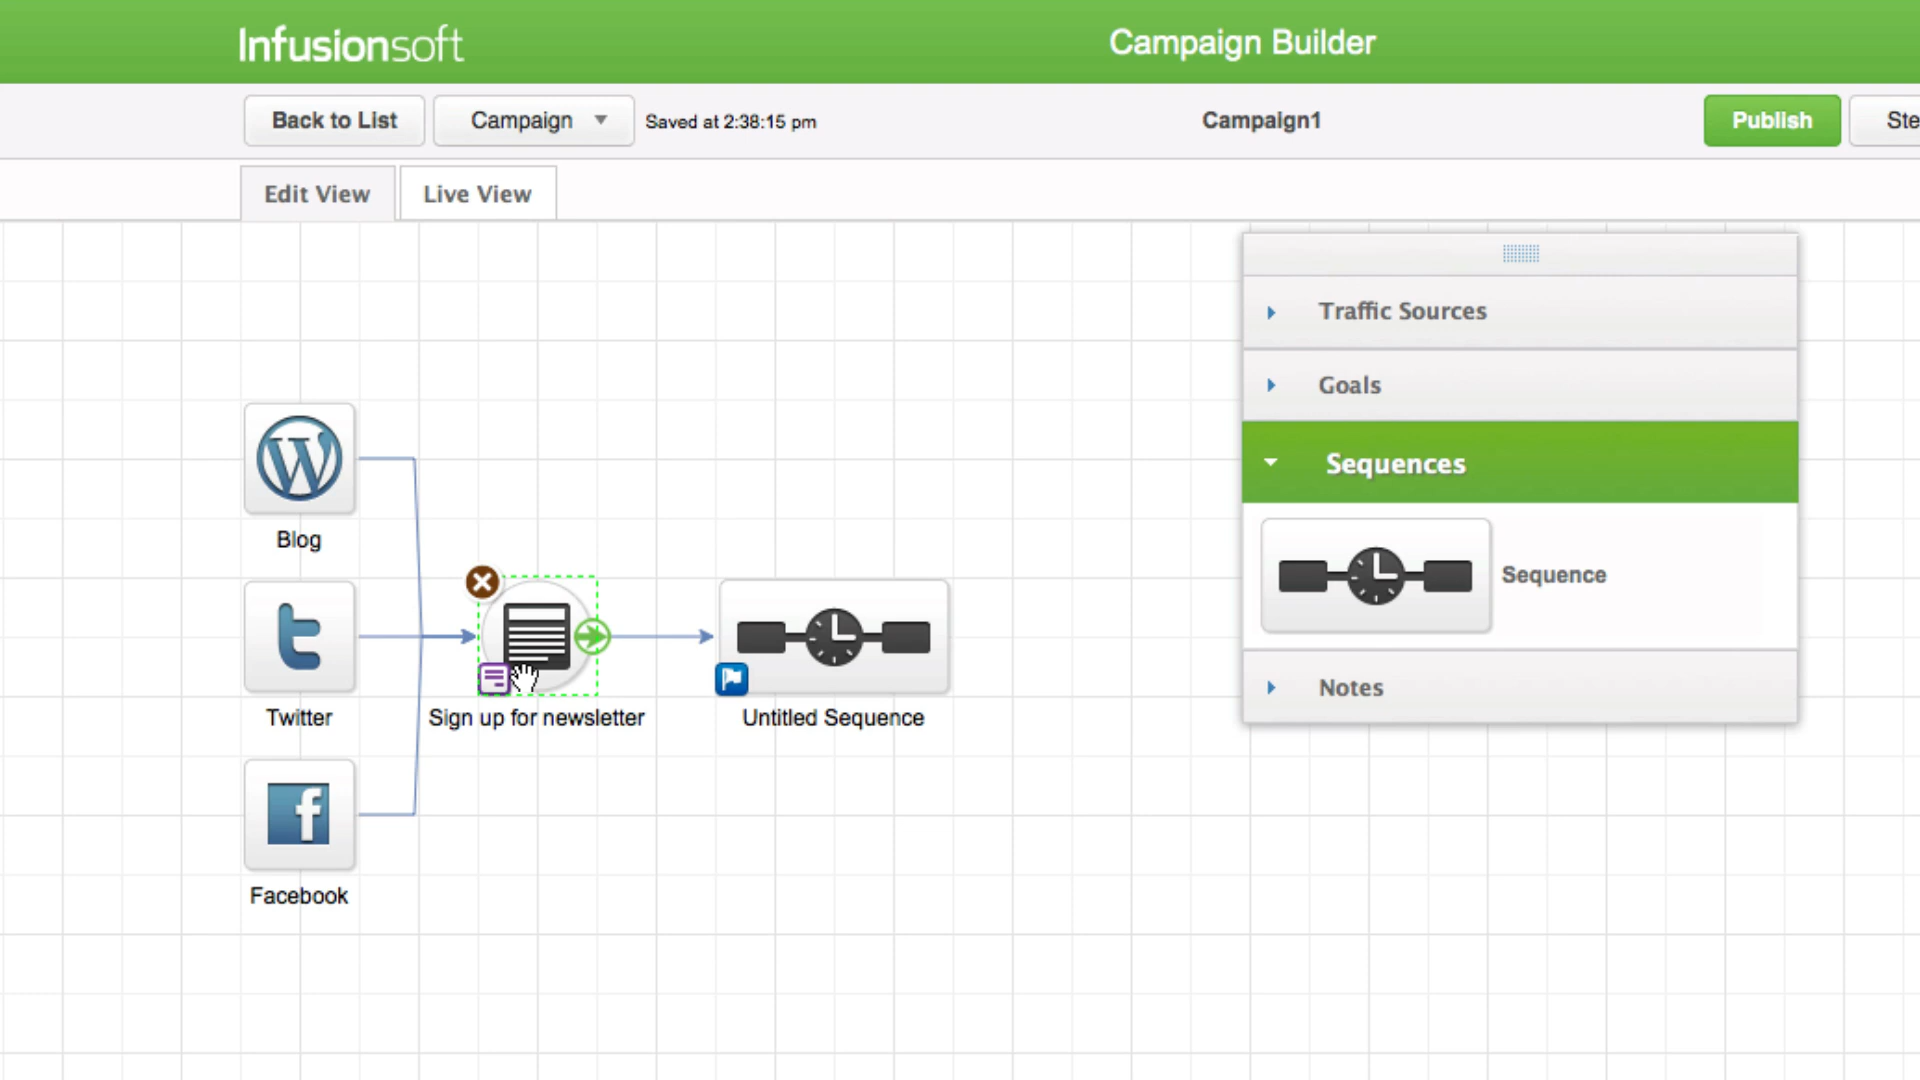 Infusionsoft
Campaign Builder
Back to List
Campaign
Saved at 2:38:15 pm
Campaign1
Publish
Ste
Edit View
Live View
Traffic Sources
Goals
Sequences
Sequence
Notes
Blog
Twitter
Sign up for newsletter
Untitled Sequence
Facebook